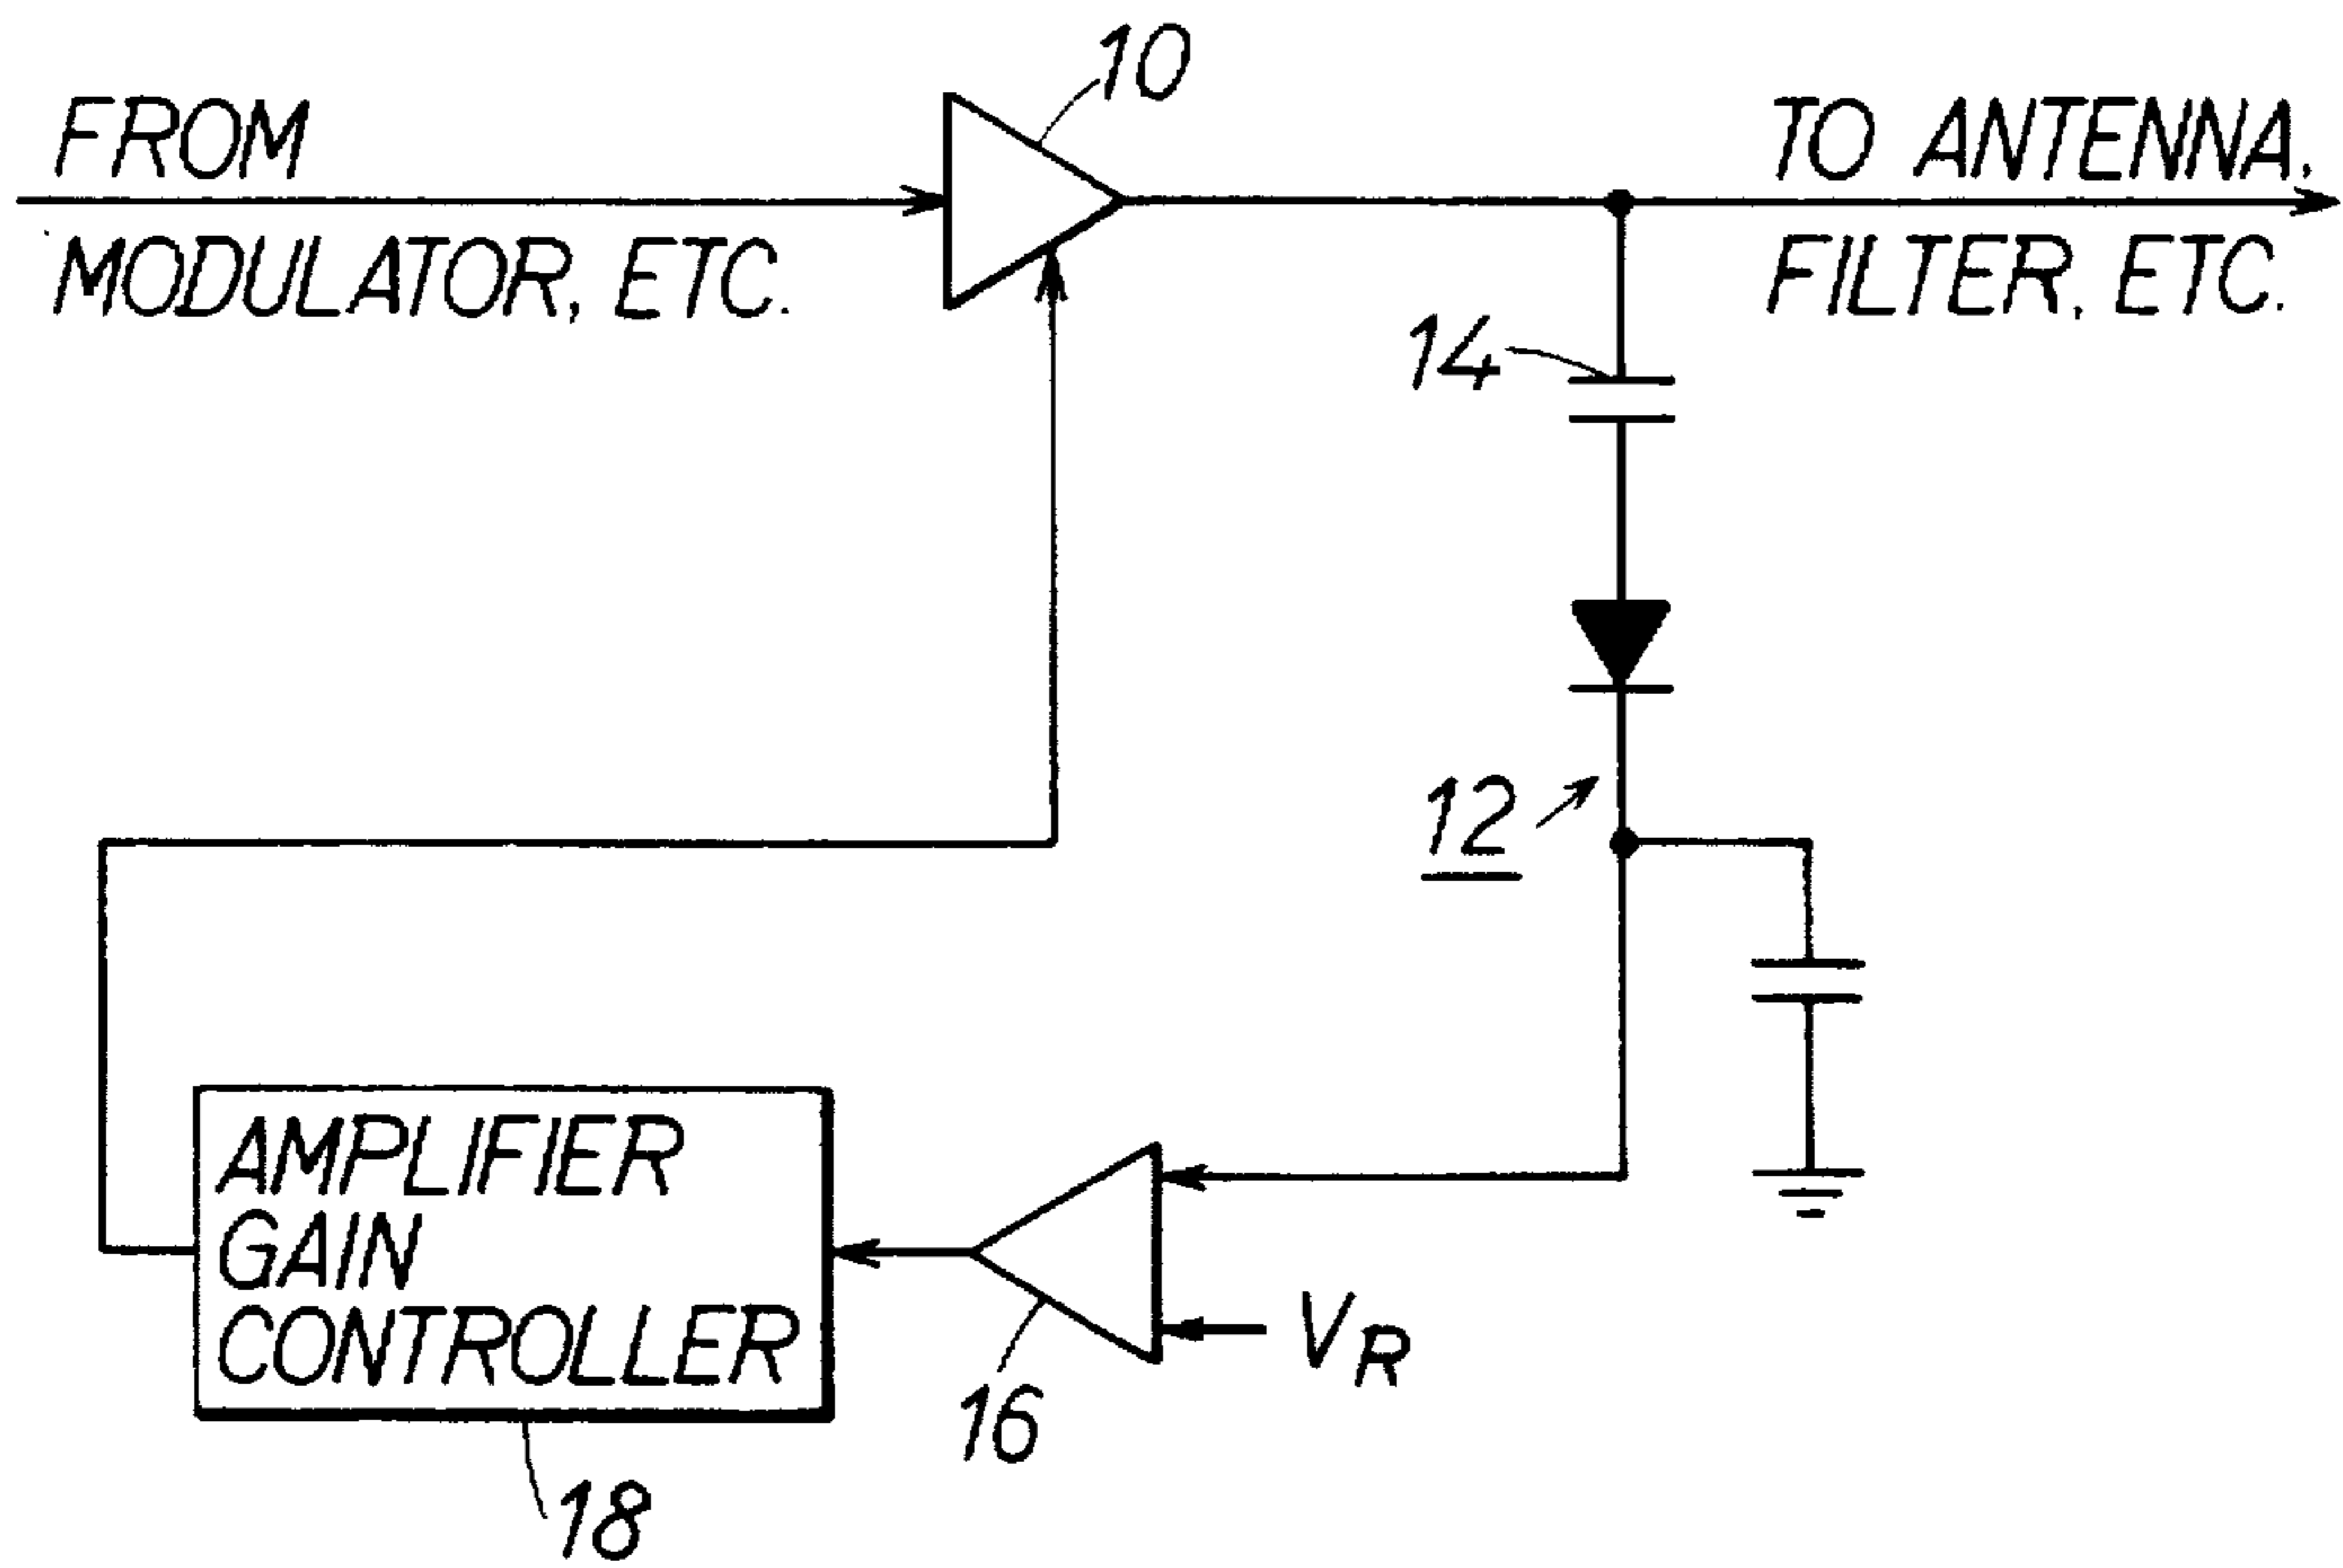 10
FROM
MODULATOR, ETC.
TO ANTENNA,
FILTER, ETC.
14
12
AMPLIFIER
GAIN
CONTROLLER
VR
16
18